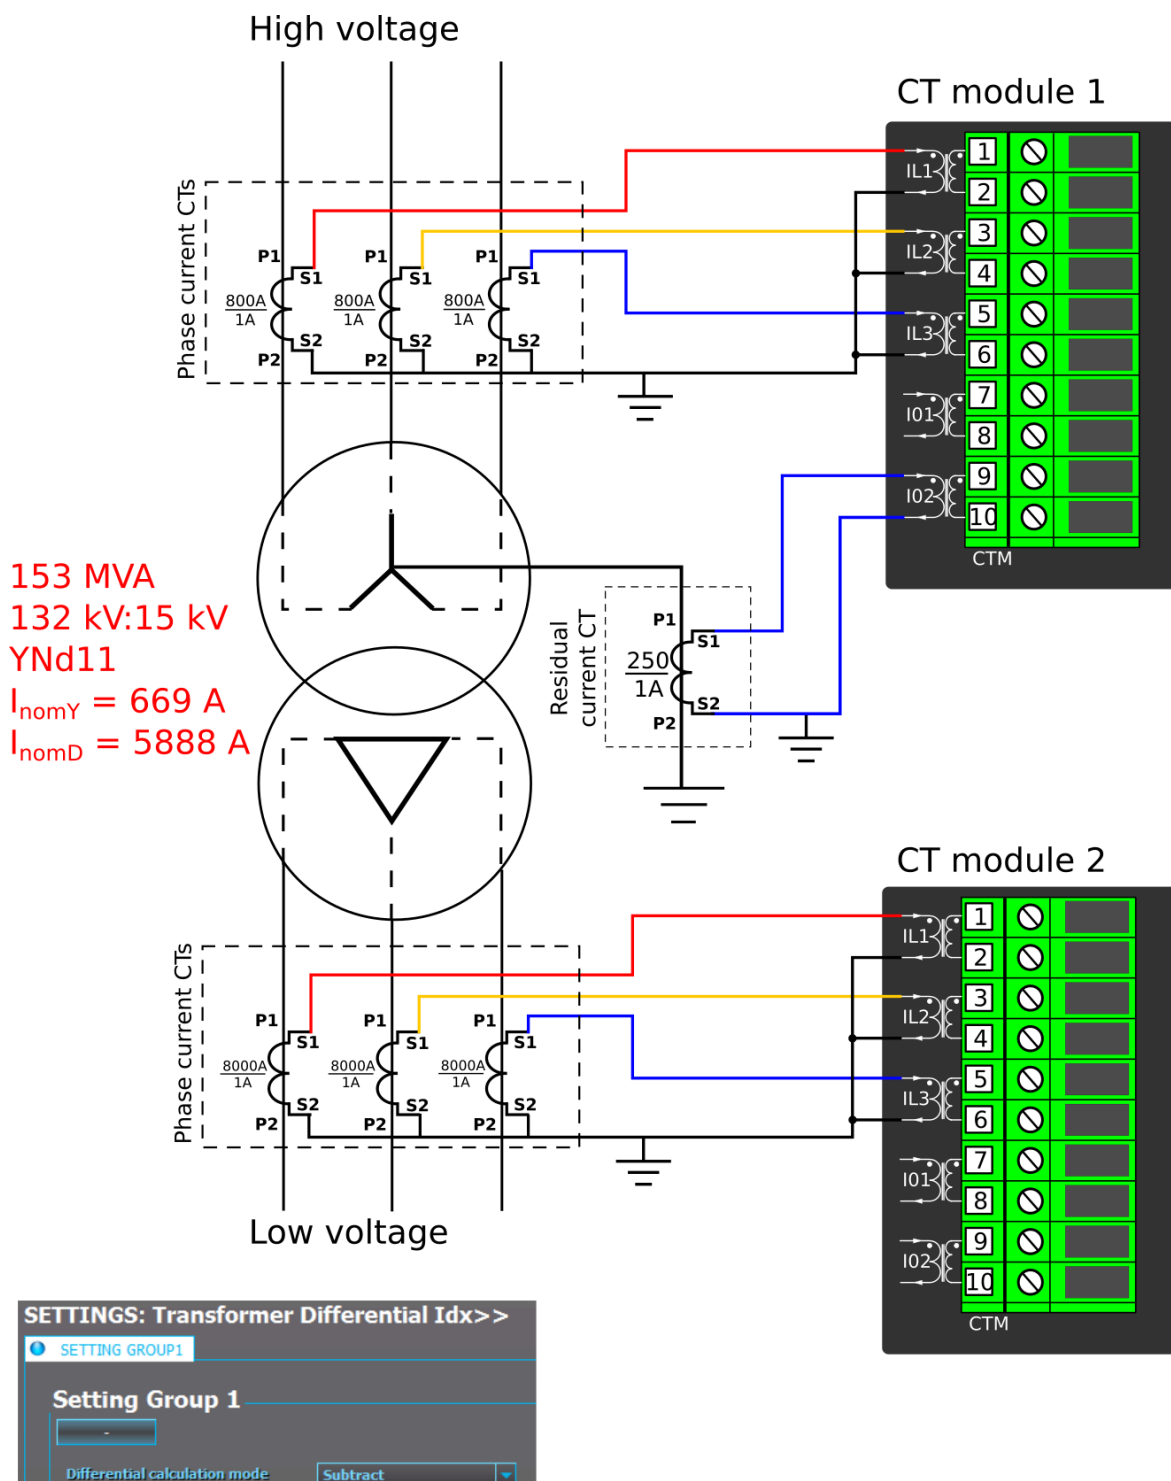 High voltage
CT module 1
Phase current CTs
P1 P1 P1
S1 S1 S1
800A 800A 800A
1A 1A 1A
S2 S2 S2
P2 P2 P2
IL1
IL2
IL3
I01
I02
1
2
3
4
5
6
7
8
9
10
CTM
153 MVA
132 kV:15 kV
YNd11
InomY = 669 A
InomD = 5888 A
Residual
current CT
P1
S1
250
1A
S2
P2
CT module 2
Phase current CTs
P1 P1 P1
S1 S1 S1
8000A 8000A 8000A
1A 1A 1A
S2 S2 S2
P2 P2 P2
IL1
IL2
IL3
I01
I02
1
2
3
4
5
6
7
8
9
10
CTM
Low voltage
SETTINGS: Transformer Differential Idx>>
SETTING GROUP1
Setting Group 1
-
Differential calculation mode Subtract